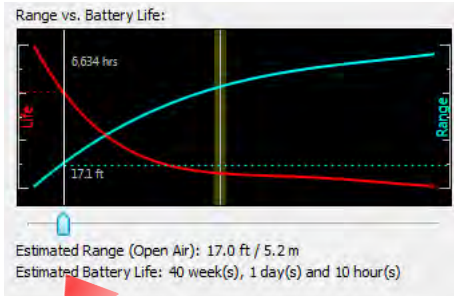 Range vs. Battery Life:
6,634 hrs
Life
Range
17.1 ft
Estimated Range (Open Air): 17.0 ft / 5.2 m
Estimated Battery Life: 40 week(s), 1 day(s) and 10 hour(s)